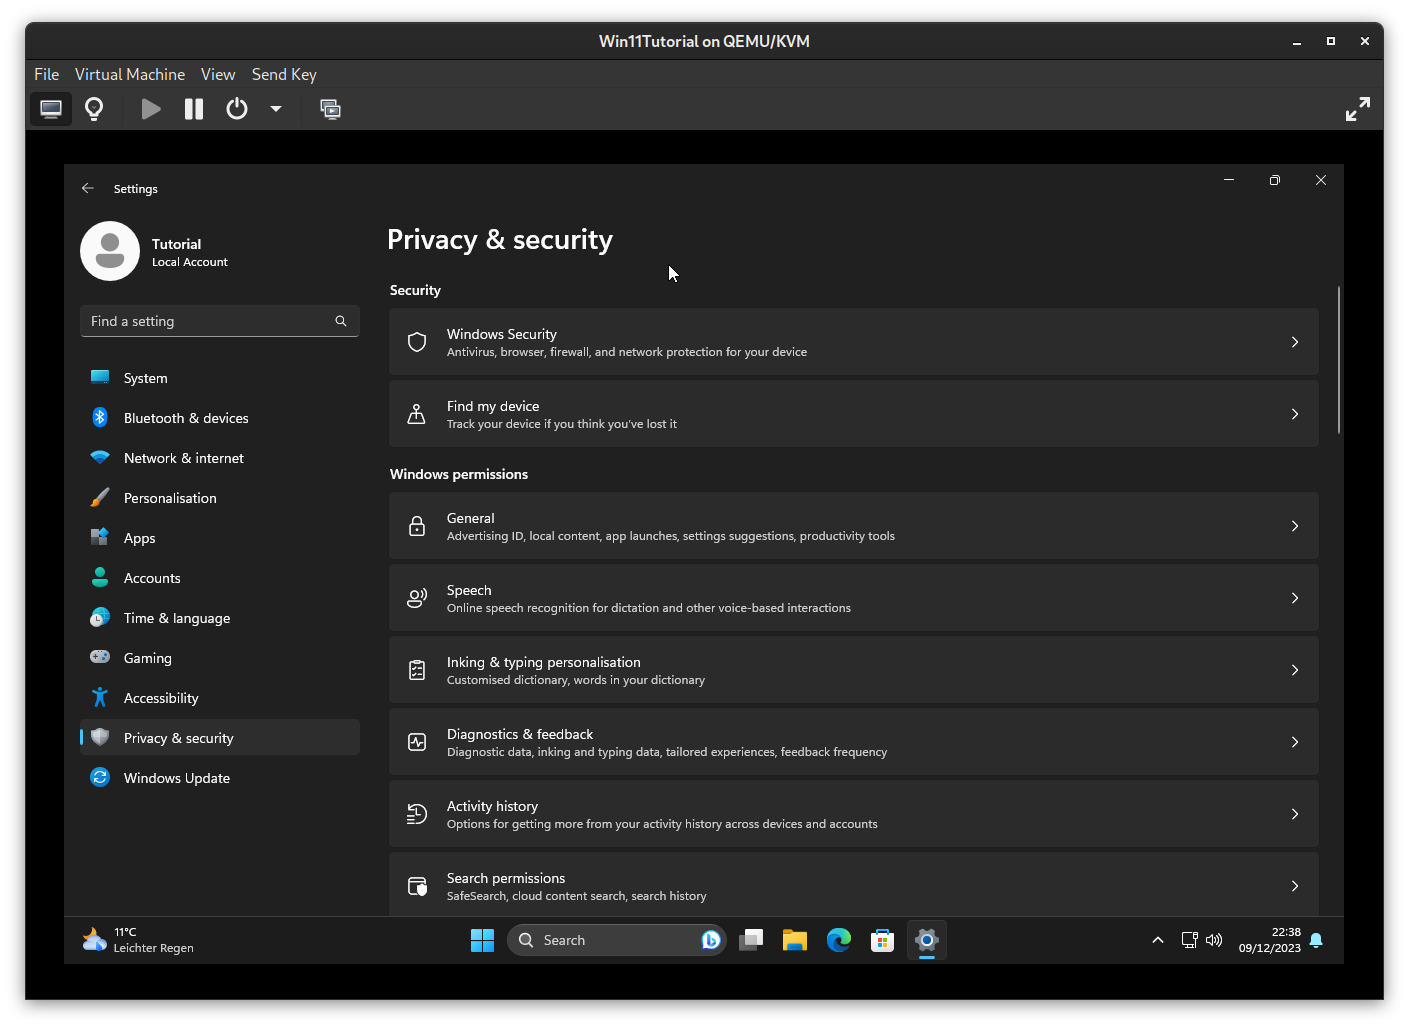 Win11Tutorial on QEMU/KVM
File Virtual Machine View Send Key
Settings
Tutorial
Local Account
Find a setting
System
Bluetooth & devices
Network & internet
Personalisation
Apps
Accounts
Time & language
Gaming
Accessibility
Privacy & security
Windows Update
Privacy & security
Security
Windows Security
Antivirus, browser, firewall, and network protection for your device
Find my device
Track your device if you think you've lost it
Windows permissions
General
Advertising ID, local content, app launches, settings suggestions, productivity tools
Speech
Online speech recognition for dictation and other voice-based interactions
Inking & typing personalisation
Customised dictionary, words in your dictionary
Diagnostics & feedback
Diagnostic data, inking and typing data, tailored experiences, feedback frequency
Activity history
Options for getting more from your activity history across devices and accounts
Search permissions
SafeSearch, cloud content search, search history
11°C
Leichter Regen
Search
22:38
09/12/2023